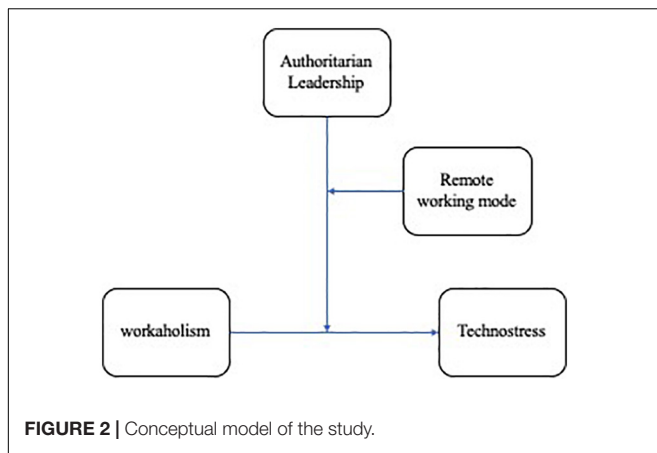 Authoritarian
Leadership
Remote
working mode
workaholism
Technostress
FIGURE 2 | Conceptual model of the study.